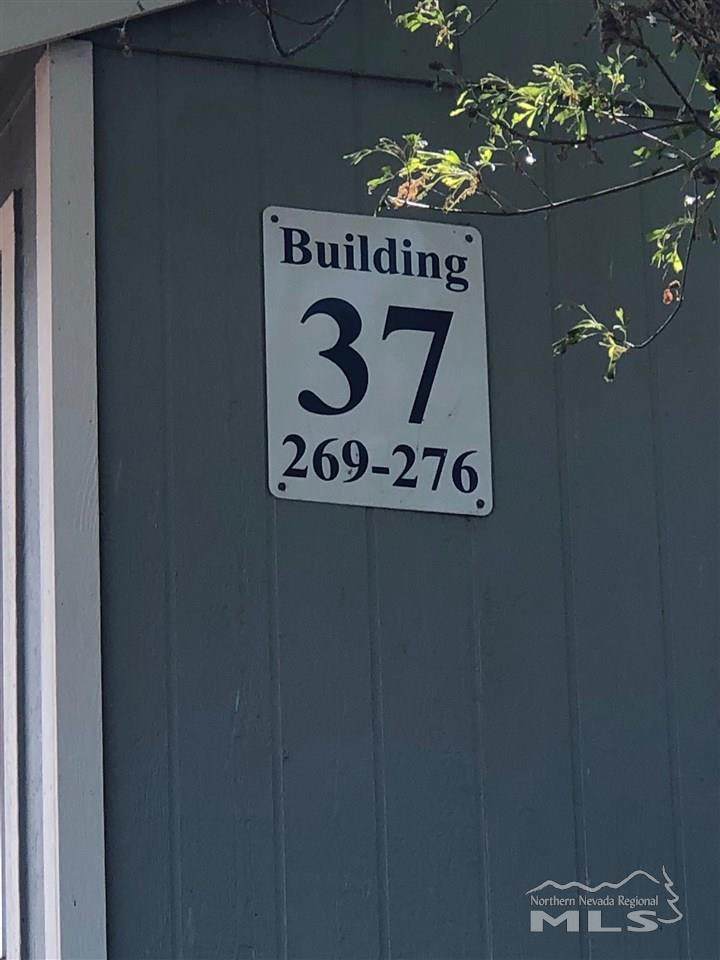 Building
37
269-276
Northern Nevada Regional
MLS